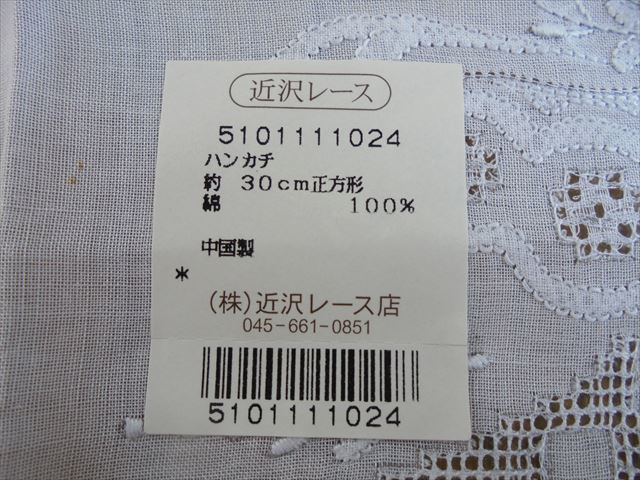 近沢レース
5101111024
ハンカチ
約 30cm正方形
綿 100%
中国製
*
(株)近沢レース店
045-661-0851
5101111024